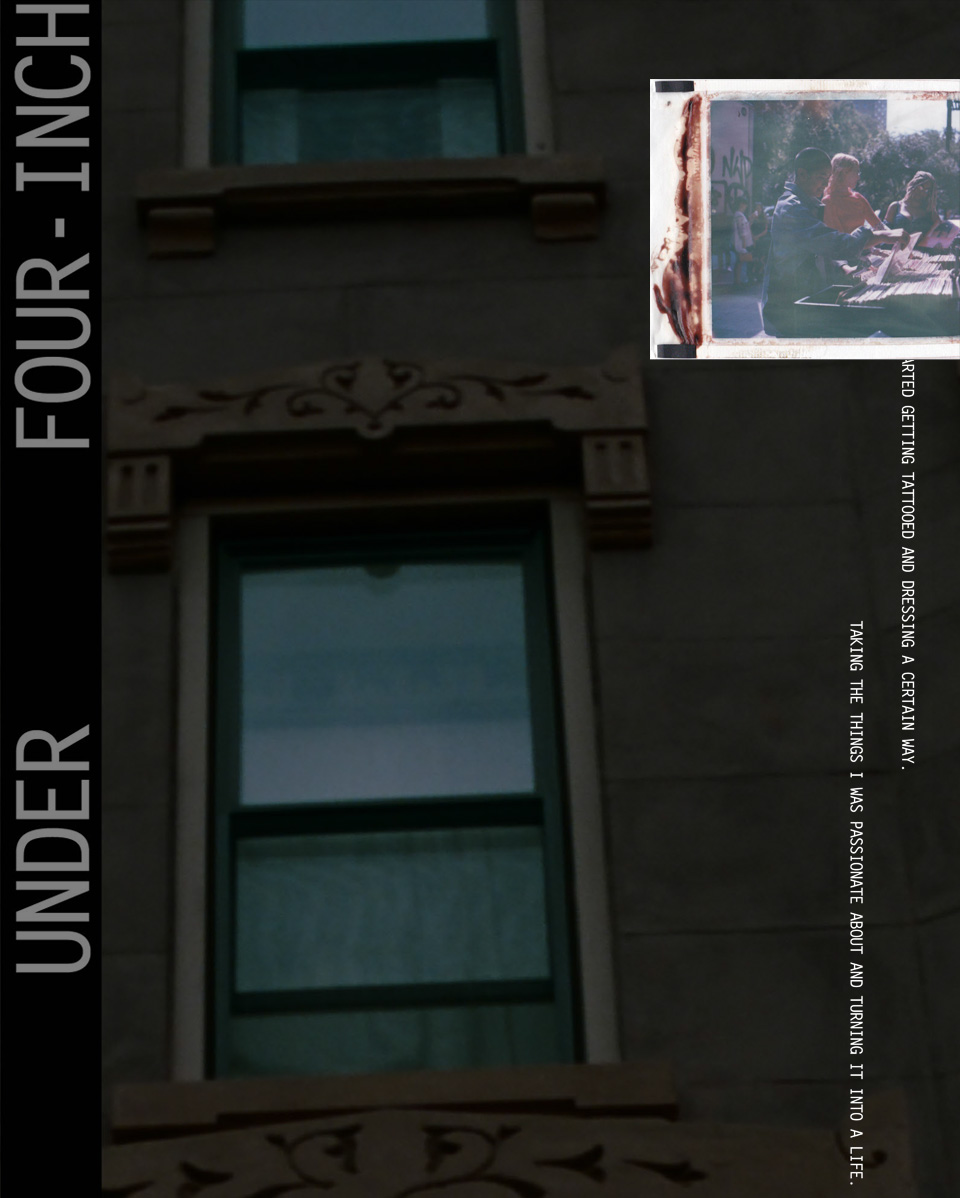 UNDER FOUR - INCH
ARTED GETTING TATTOOED AND DRESSING A CERTAIN WAY.
TAKING THE THINGS I WAS PASSIONATE ABOUT AND TURNING IT INTO A LIFE.